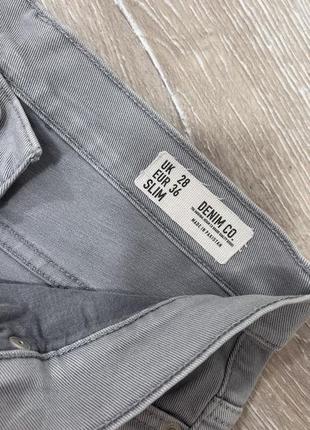 UK 28
EUR 36
SLIM
DENIM CO.
MADE IN PAKISTAN